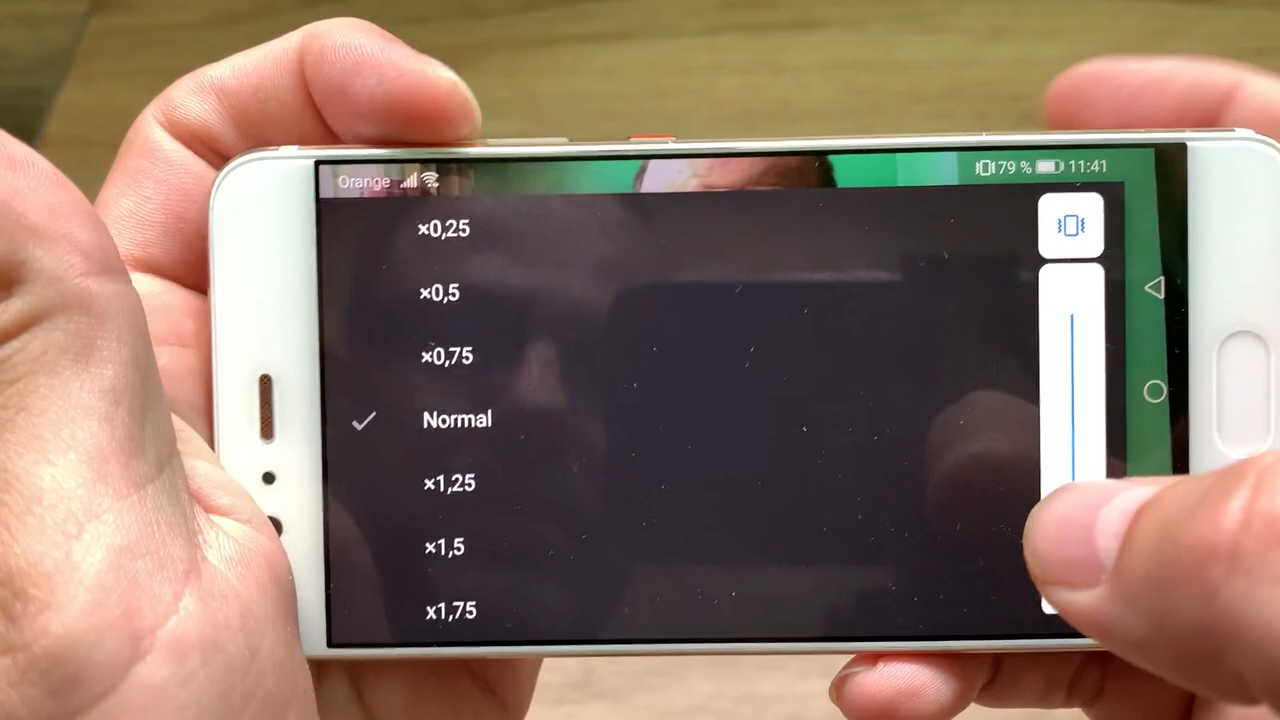 Orange 79 % 11:41
×0,25
×0,5
×0,75
Normal
×1,25
×1,5
x1,75